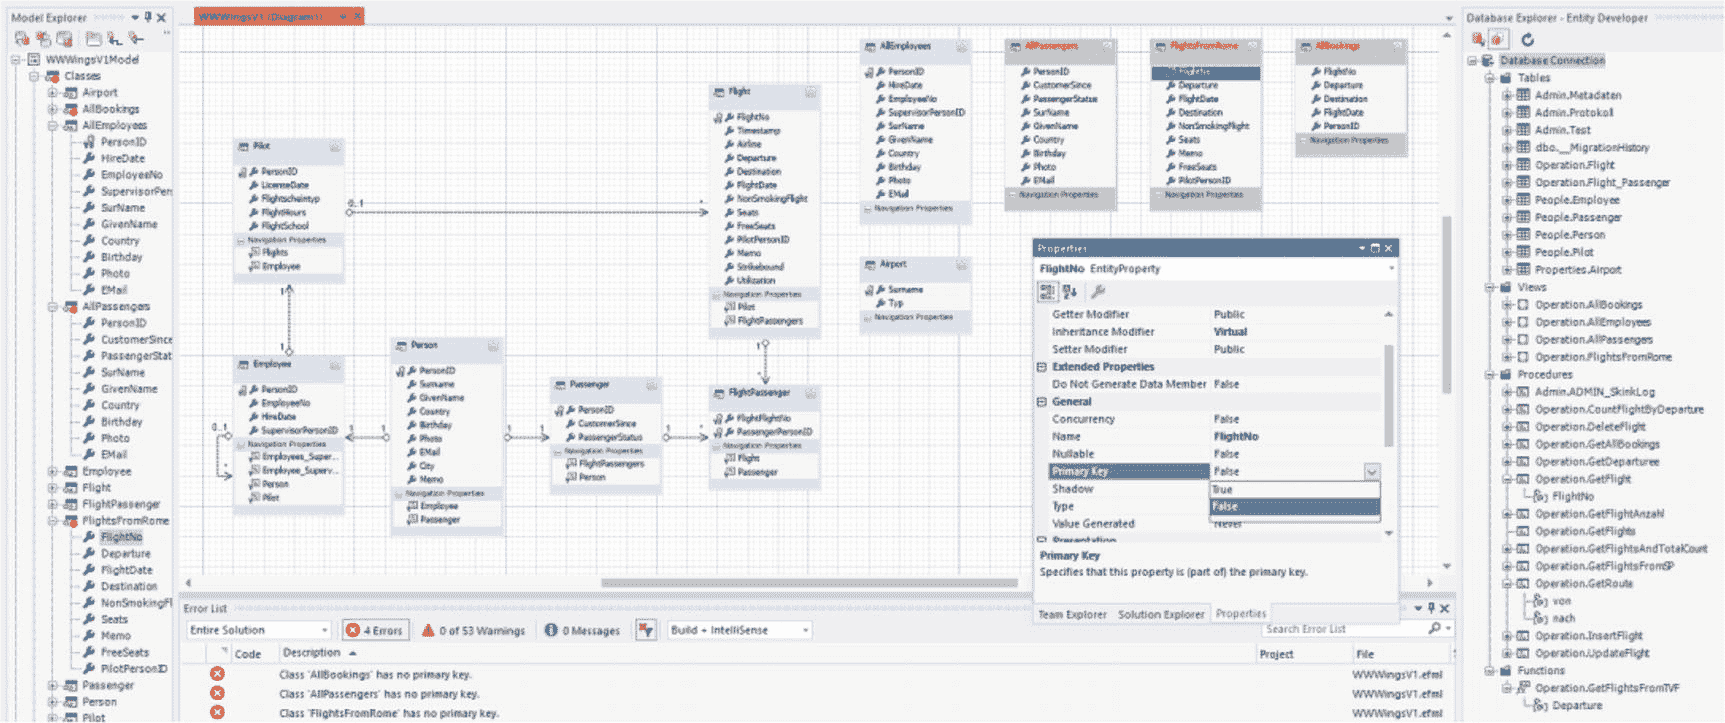 Model Explorer
WWWingsV1Model
Classes
Airport
AllBookings
AllEmployees
PersonID
HireDate
EmployeeNo
SupervisorPers
SurName
GivenName
Country
Birthday
Photo
EMail
AllPassengers
PersonID
CustomerSince
PassengerStat
SurName
GivenName
Country
Birthday
Photo
EMail
Employee
Flight
FlightPassenger
FlightsFromRome
FlightNo
Departure
FlightDate
Destination
NonSmokingFl
Seats
Memo
FreeSeats
PilotPersonID
Passenger
Person
Pilot
Pilot
PersonID
LicenseDate
Flightscheintyp
FlightHours
FlightSchool
Navigation Properties
Flights
Employee
0..1
*
1
1
Employee
PersonID
EmployeeNo
HireDate
SupervisorPersonID
Navigation Properties
Employees_Super...
Employee_Superv...
Person
Pilot
0..1
*
1
1
Person
PersonID
Surname
GivenName
Country
Birthday
Photo
EMail
City
Memo
Navigation Properties
Employee
Passenger
1
1
Passenger
PersonID
CustomerSince
PassengerStatus
Navigation Properties
FlightPassengers
Person
1
*
Flight
FlightNo
Timestamp
Airline
Departure
Destination
FlightDate
NonSmokingFlight
Seats
FreeSeats
PilotPersonID
Memo
Strikebound
Utilization
Navigation Properties
Pilot
FlightPassengers
1
*
FlightPassenger
FlightFlightNo
PassengerPersonID
Navigation Properties
Flight
Passenger
AllEmployees
PersonID
HireDate
EmployeeNo
SupervisorPersonID
SurName
GivenName
Country
Birthday
Photo
EMail
Navigation Properties
Airport
Surname
Typ
Navigation Properties
AllPassengers
PersonID
CustomerSince
PassengerStatus
SurName
GivenName
Country
Birthday
Photo
EMail
Navigation Properties
FlightsFromRome
FlightNo
Departure
FlightDate
Destination
NonSmokingFlight
Seats
Memo
FreeSeats
PilotPersonID
Navigation Properties
AllBookings
FlightNo
Departure
Destination
FlightDate
PersonID
Navigation Properties
Properties
FlightNo EntityProperty
Getter Modifier Public
Inheritance Modifier Virtual
Setter Modifier Public
Extended Properties
Do Not Generate Data Member False
General
Concurrency False
Name FlightNo
Nullable False
Primary Key False
Shadow True
Type False
Value Generated Never
Presentation
Primary Key
Specifies that this property is (part of) the primary key.
Team Explorer Solution Explorer Properties
Error List
Entire Solution 4 Errors 0 of 53 Warnings 0 Messages Build + IntelliSense Search Error List
Code Description Project File
Class 'AllBookings' has no primary key. WWWingsV1.efml
Class 'AllPassengers' has no primary key. WWWingsV1.efml
Class 'FlightsFromRome' has no primary key. WWWingsV1.efml
Database Explorer - Entity Developer
Database Connection
Tables
Admin.Metadaten
Admin.Protokoll
Admin.Test
dbo.__MigrationHistory
Operation.Flight
Operation.Flight_Passenger
People.Employee
People.Passenger
People.Person
People.Pilot
Properties.Airport
Views
Operation.AllBookings
Operation.AllEmployees
Operation.AllPassengers
Operation.FlightsFromRome
Procedures
Admin.ADMIN_SkinkLog
Operation.CountFlightByDeparture
Operation.DeleteFlight
Operation.GetAllBookings
Operation.GetDeparturee
Operation.GetFlight
FlightNo
Operation.GetFlightAnzahl
Operation.GetFlights
Operation.GetFlightsAndTotalCount
Operation.GetFlightsFromSP
Operation.GetRoute
von
nach
Operation.InsertFlight
Operation.UpdateFlight
Functions
Operation.GetFlightsFromTVF
Departure